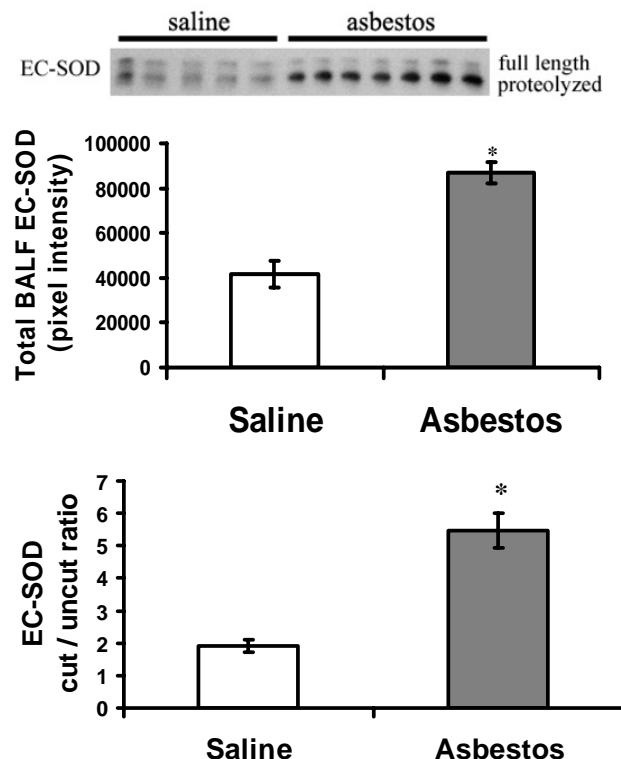 saline asbestos
EC-SOD
full length
proteolyzed
Total BALF EC-SOD
(pixel intensity)
100000
80000
60000
40000
20000
0
*
Saline Asbestos
EC-SOD
cut / uncut ratio
7
6
5
4
3
2
1
0
*
Saline Asbestos